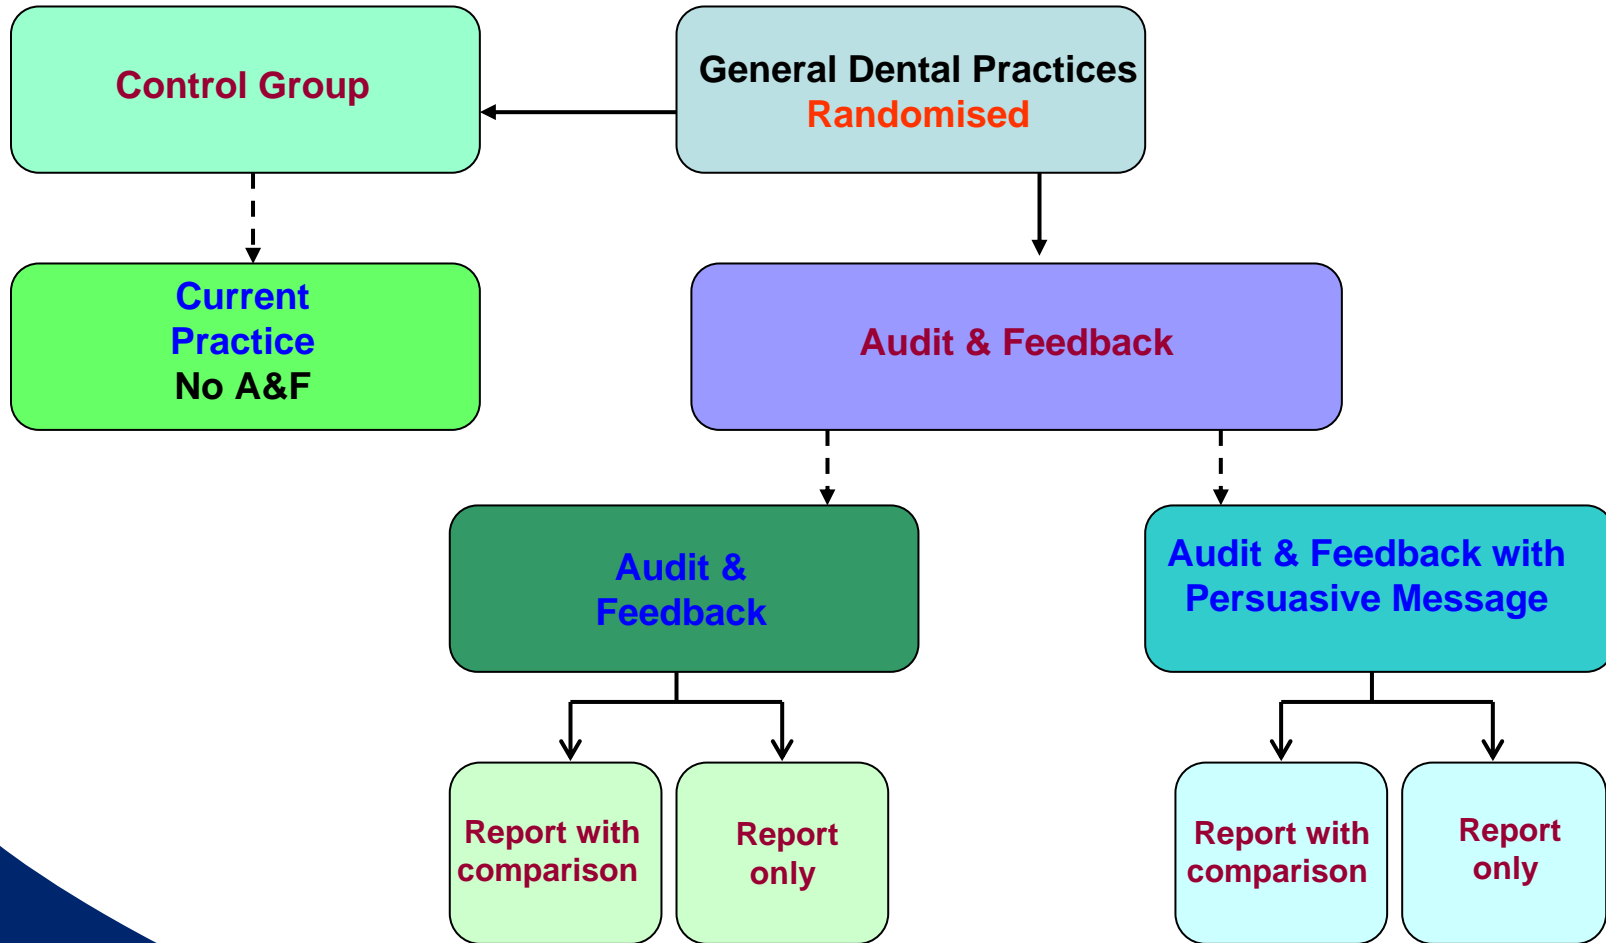 Control Group
General Dental Practices
Randomised
Current
Practice
No A&F
Audit & Feedback
Audit &
Feedback
Audit & Feedback with
Persuasive Message
Report with
comparison
Report
only
Report with
comparison
Report
only